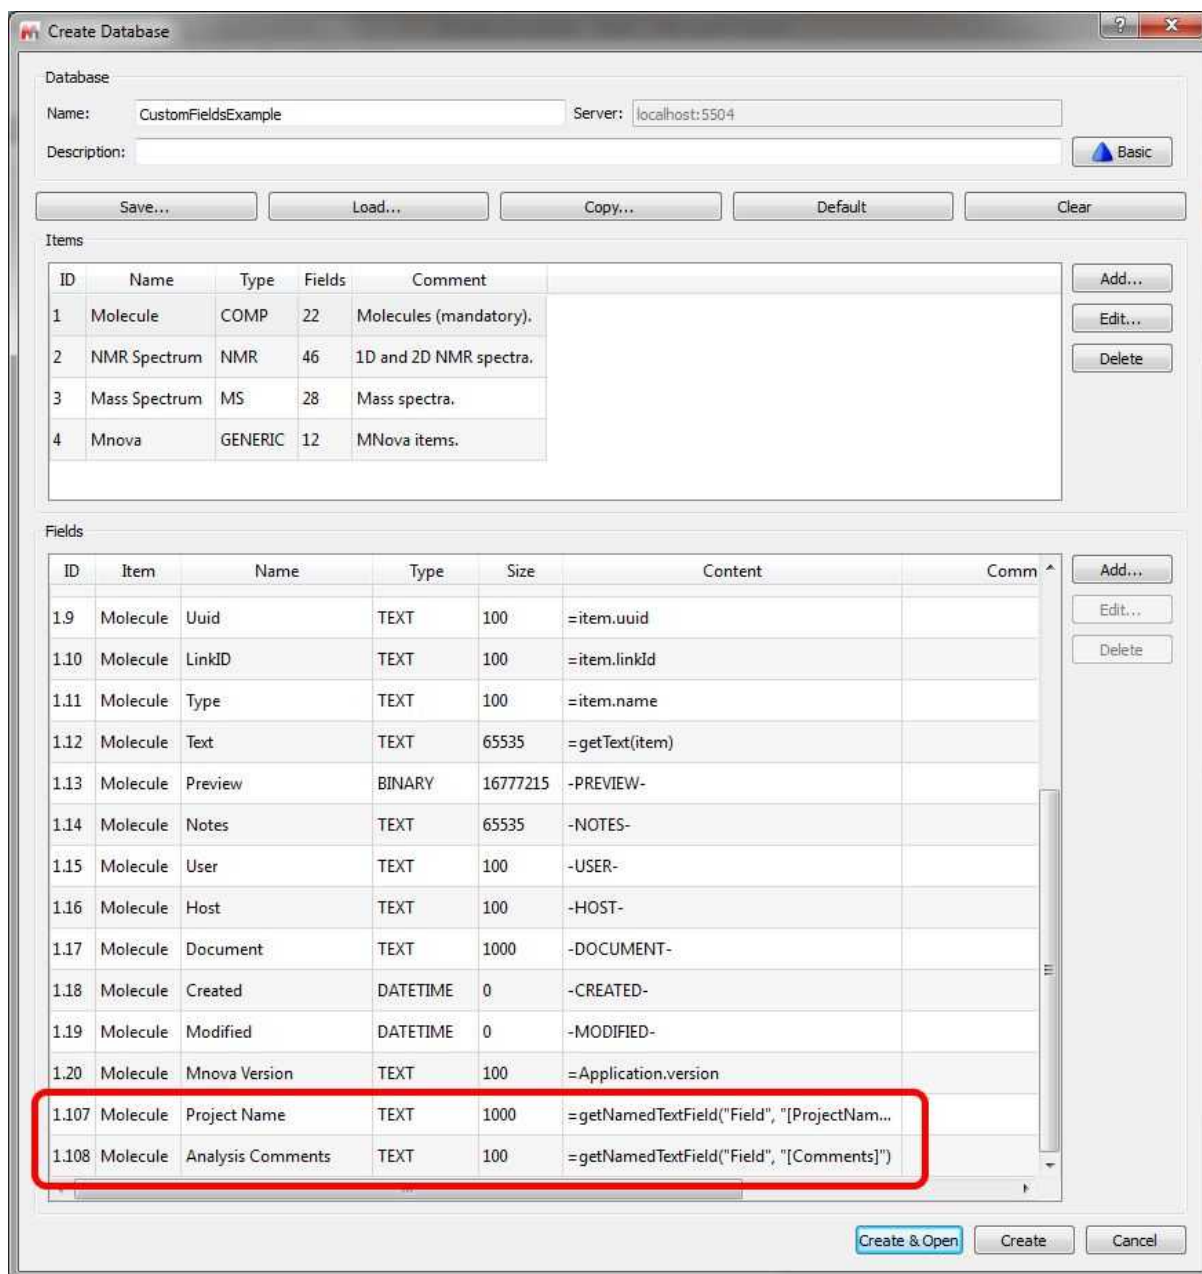 Create Database
Database
Name: CustomFieldsExample Server: localhost:5504
Description: Basic
Save... Load... Copy... Default Clear
Items
ID Name Type Fields Comment Add...
1 Molecule COMP 22 Molecules (mandatory). Edit...
2 NMR Spectrum NMR 46 1D and 2D NMR spectra. Delete
3 Mass Spectrum MS 28 Mass spectra.
4 Mnova GENERIC 12 MNova items.
Fields
ID Item Name Type Size Content Comm Add...
1.9 Molecule Uuid TEXT 100 =item.uuid Edit...
1.10 Molecule LinkID TEXT 100 =item.linkId Delete
1.11 Molecule Type TEXT 100 =item.name
1.12 Molecule Text TEXT 65535 =getText(item)
1.13 Molecule Preview BINARY 16777215 -PREVIEW-
1.14 Molecule Notes TEXT 65535 -NOTES-
1.15 Molecule User TEXT 100 -USER-
1.16 Molecule Host TEXT 100 -HOST-
1.17 Molecule Document TEXT 1000 -DOCUMENT-
1.18 Molecule Created DATETIME 0 -CREATED-
1.19 Molecule Modified DATETIME 0 -MODIFIED-
1.20 Molecule Mnova Version TEXT 100 =Application.version
1.107 Molecule Project Name TEXT 1000 =getNamedTextField("Field", "[ProjectNam...
1.108 Molecule Analysis Comments TEXT 100 =getNamedTextField("Field", "[Comments]")
Create & Open Create Cancel